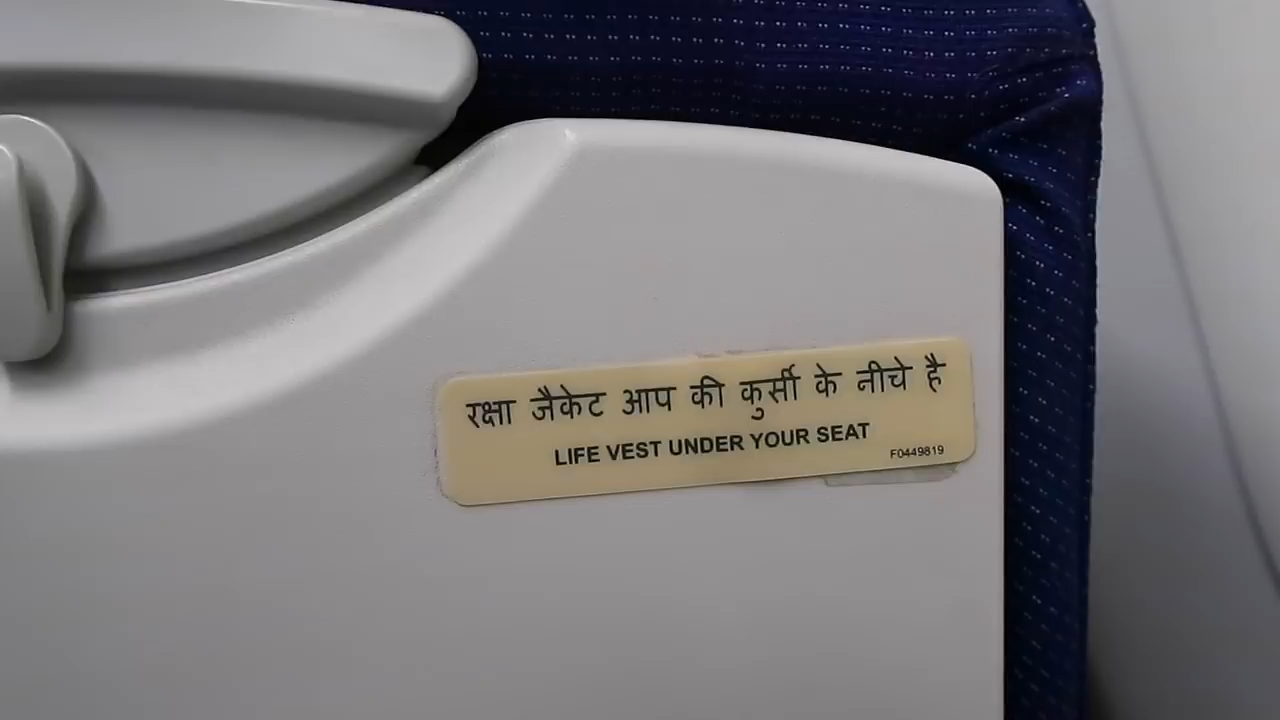 रक्षा जैकेट आप की कुर्सी के नीचे है
LIFE VEST UNDER YOUR SEAT
F0449819